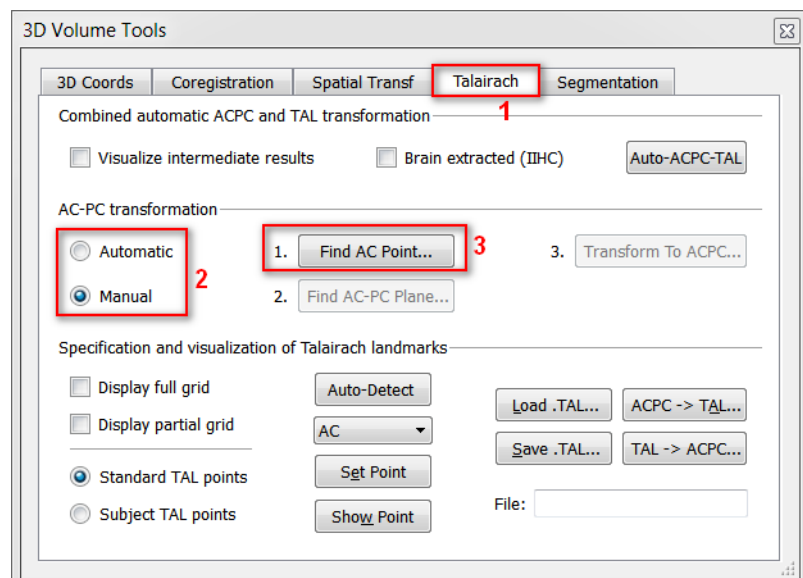 3D Volume Tools
3D Coords Coregistration Spatial Transf Talairach Segmentation
1
Combined automatic ACPC and TAL transformation
Visualize intermediate results Brain extracted (IIHC) Auto-ACPC-TAL
AC-PC transformation
Automatic 1. Find AC Point... 3 3. Transform To ACPC...
2
Manual 2. Find AC-PC Plane...
Specification and visualization of Talairach landmarks
Display full grid Auto-Detect Load .TAL... ACPC -> TAL...
Display partial grid AC Save .TAL... TAL -> ACPC...
Standard TAL points Set Point
File:
Subject TAL points Show Point